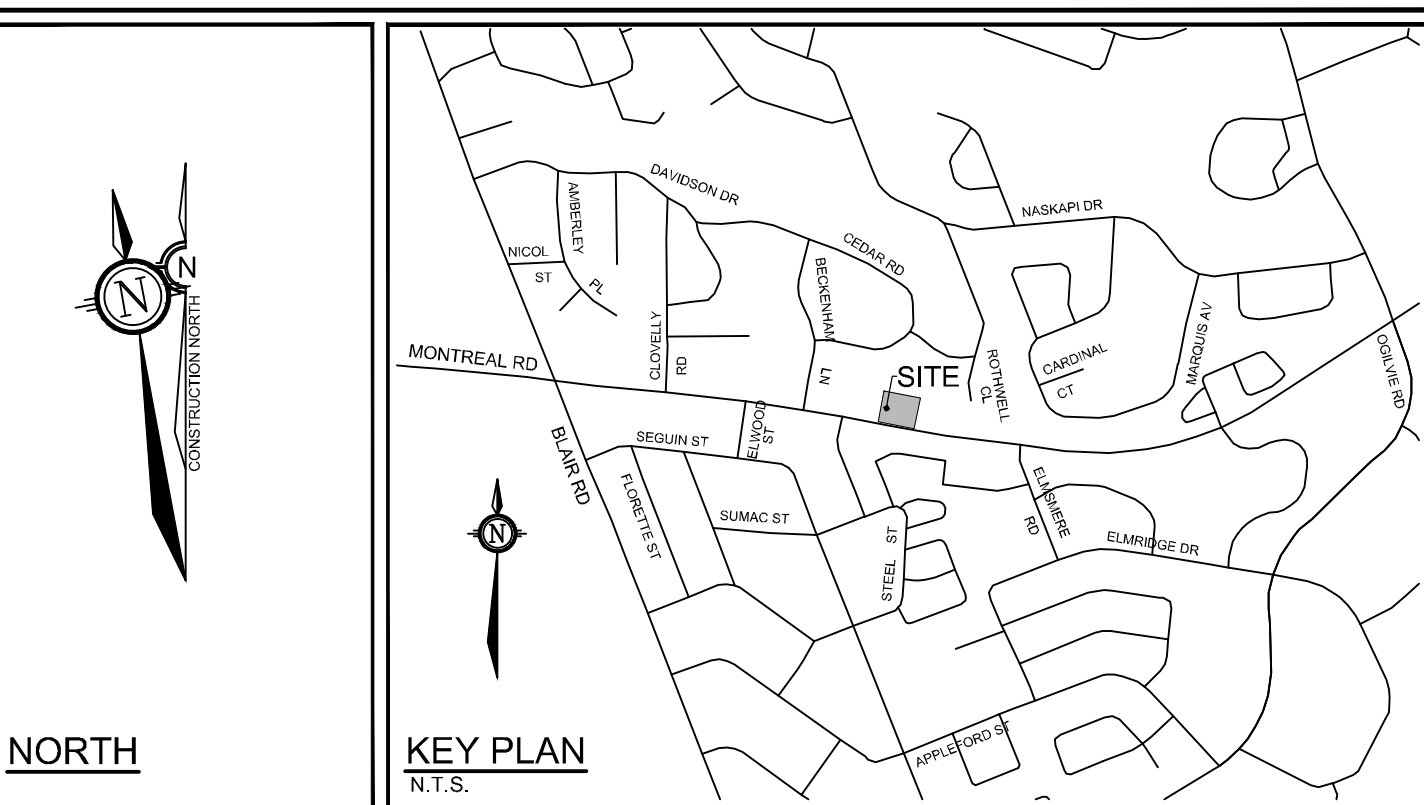 N
N
CONSTRUCTION NORTH
NORTH
DAVIDSON DR
AMBERLEY
PL
NICOL
ST
CLOVELLY
RD
BECKENHAM
LN
CEDAR RD
NASKAPI DR
ROTHWELL
CL
CARDINAL
CT
MARQUIS AV
OGILVIE RD
MONTREAL RD
SITE
BLAIR RD
SEGUIN ST
ELWOOD
ST
FLORETTE ST
SUMAC ST
STEEL ST
ELMSMERE
RD
ELMRIDGE DR
APPLEFORD ST
N
KEY PLAN
N.T.S.